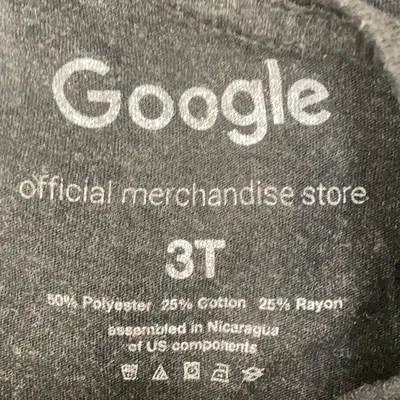 Google
official merchandise store
3T
50% Polyester 25% Cotton 25% Rayon
assembled in Nicaragua
of US components